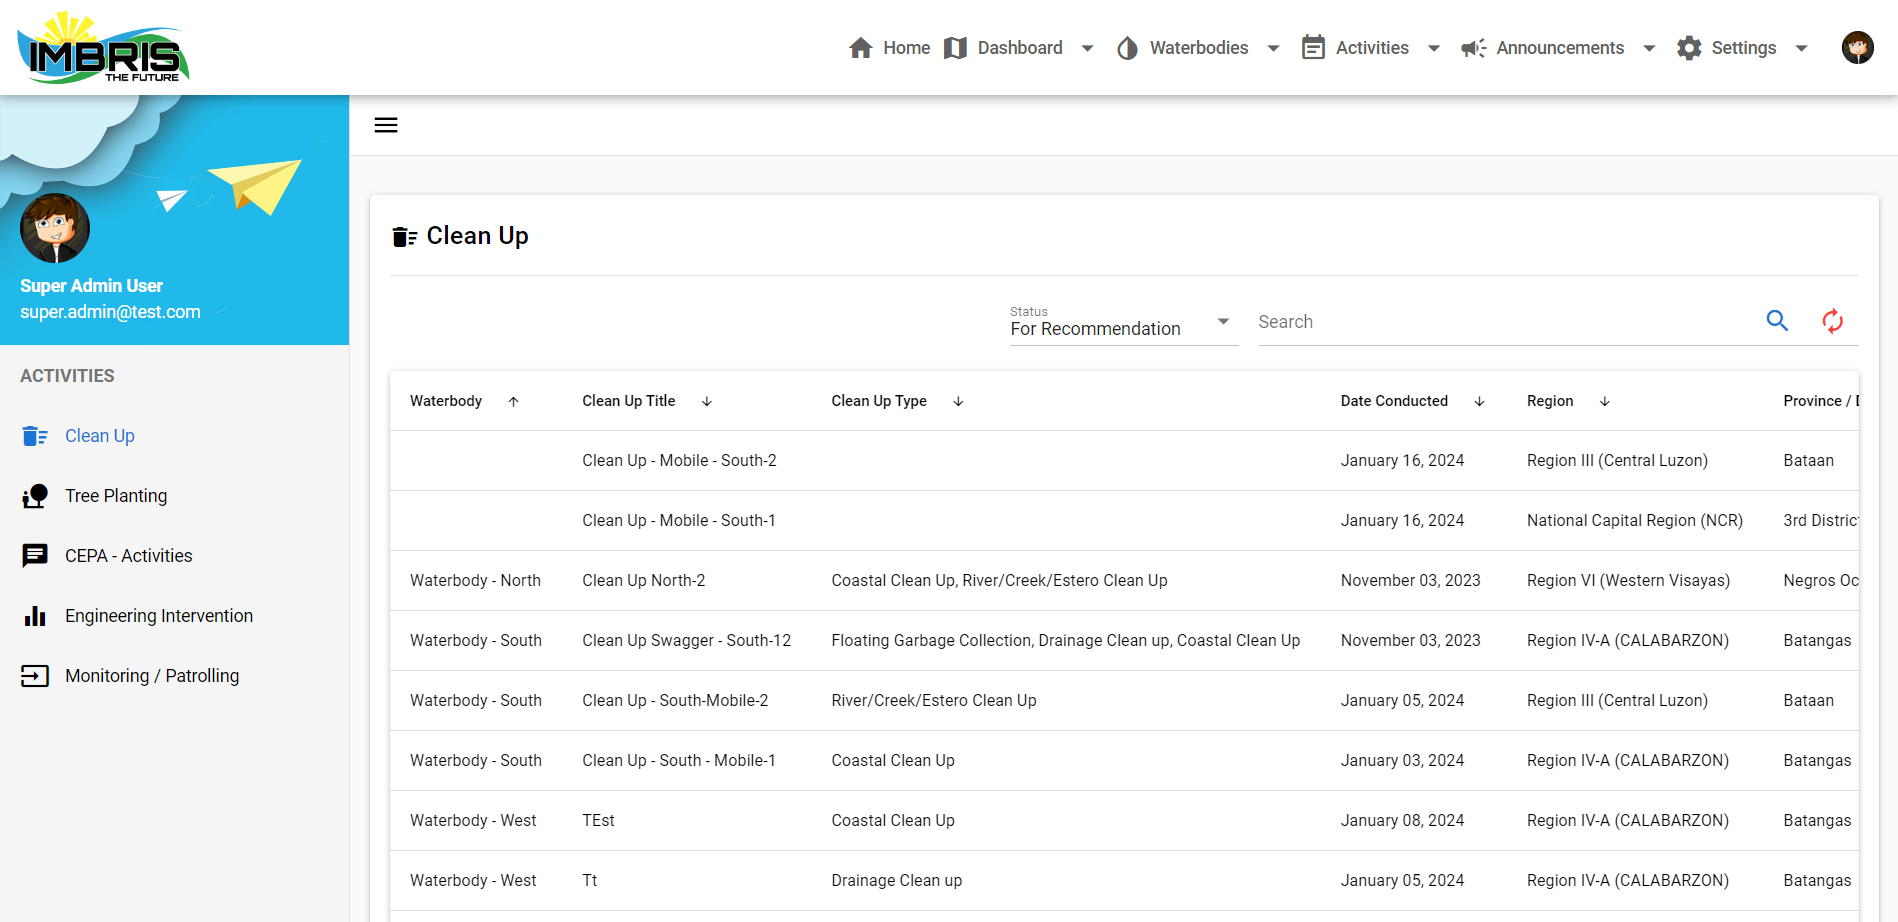 IMBRIS
THE FUTURE
Home Dashboard Waterbodies Activities Announcements Settings
Super Admin User
super.admin@test.com
ACTIVITIES
Clean Up
Tree Planting
CEPA - Activities
Engineering Intervention
Monitoring / Patrolling
Clean Up
Status
For Recommendation
Search
Waterbody Clean Up Title Clean Up Type Date Conducted Region Province /
Clean Up - Mobile - South-2 January 16, 2024 Region III (Central Luzon) Bataan
Clean Up - Mobile - South-1 January 16, 2024 National Capital Region (NCR) 3rd Distric
Waterbody - North Clean Up North-2 Coastal Clean Up, River/Creek/Estero Clean Up November 03, 2023 Region VI (Western Visayas) Negros Oc
Waterbody - South Clean Up Swagger - South-12 Floating Garbage Collection, Drainage Clean up, Coastal Clean Up November 03, 2023 Region IV-A (CALABARZON) Batangas
Waterbody - South Clean Up - South-Mobile-2 River/Creek/Estero Clean Up January 05, 2024 Region III (Central Luzon) Bataan
Waterbody - South Clean Up - South - Mobile-1 Coastal Clean Up January 03, 2024 Region IV-A (CALABARZON) Batangas
Waterbody - West TEst Coastal Clean Up January 08, 2024 Region IV-A (CALABARZON) Batangas
Waterbody - West Tt Drainage Clean up January 05, 2024 Region IV-A (CALABARZON) Batangas